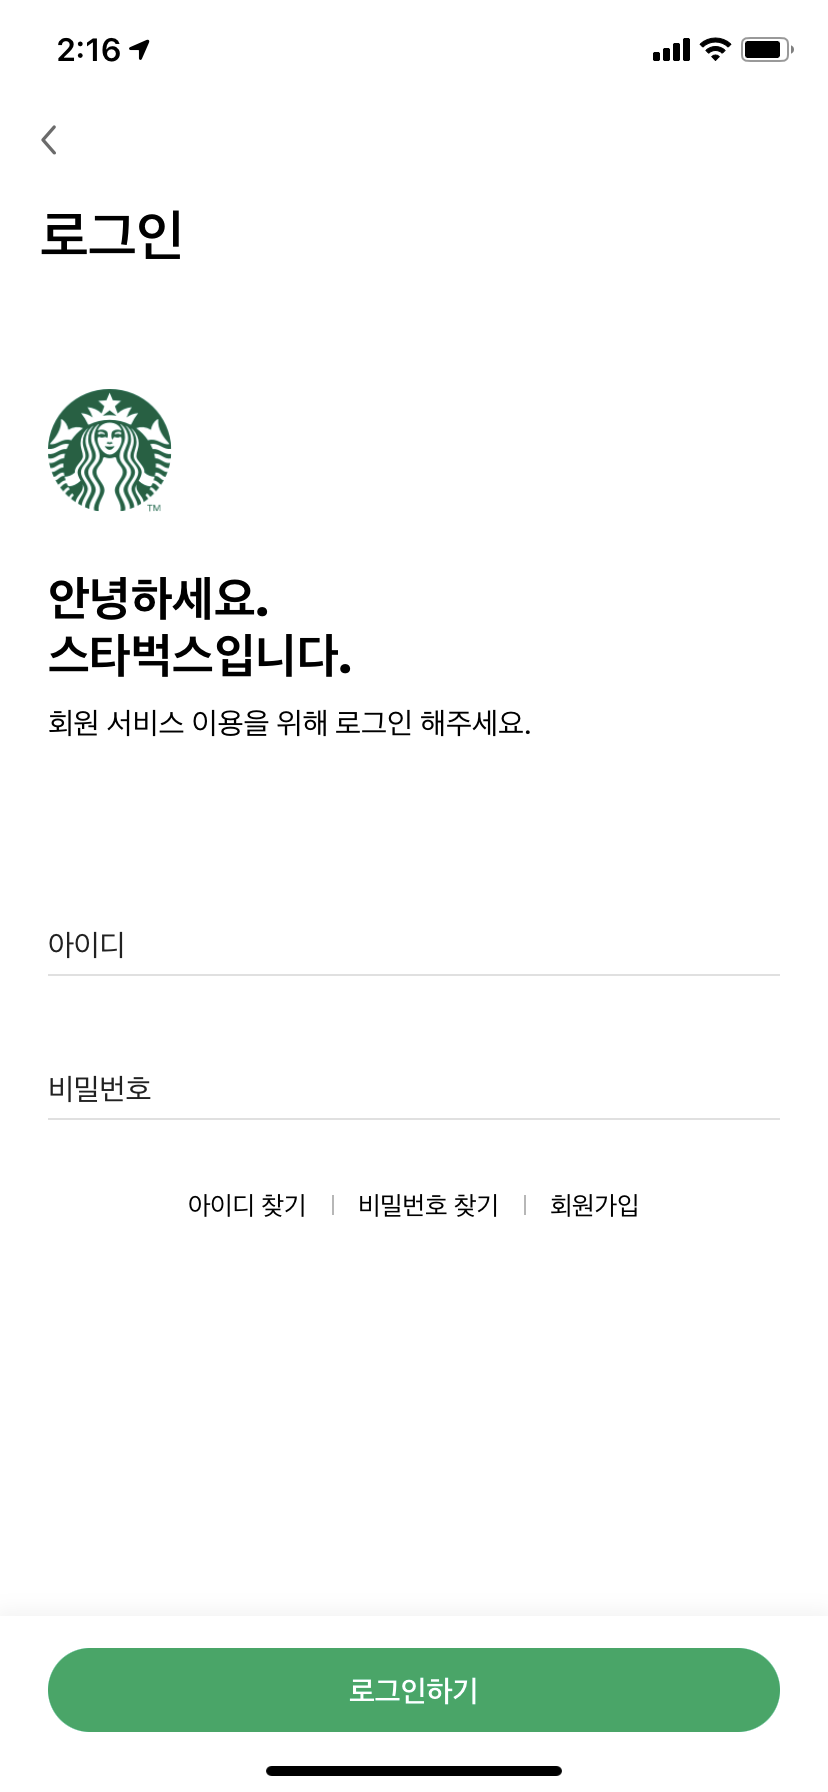 2:16
로그인
TM
안녕하세요.
스타벅스입니다.
회원 서비스 이용을 위해 로그인 해주세요.
아이디
비밀번호
아이디 찾기 | 비밀번호 찾기 | 회원가입
로그인하기